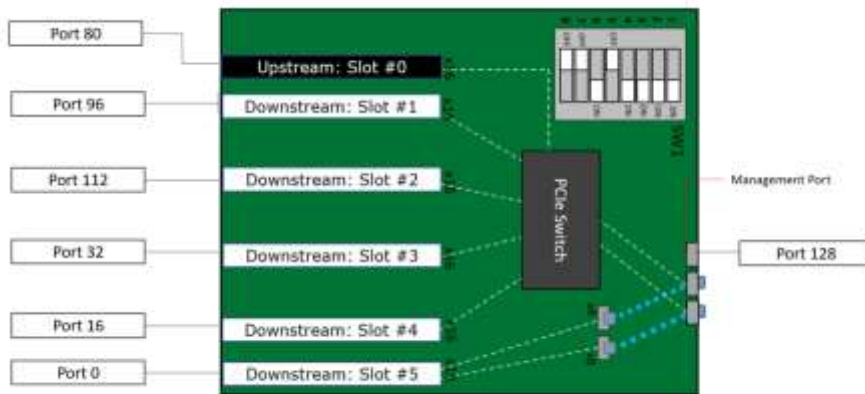 Port 80
Upstream: Slot #0
Port 96
Downstream: Slot #1
Port 112
Downstream: Slot #2
Port 32
Downstream: Slot #3
Port 16
Downstream: Slot #4
Port 0
Downstream: Slot #5
PCIe Switch
SW1
Management Port
Port 128